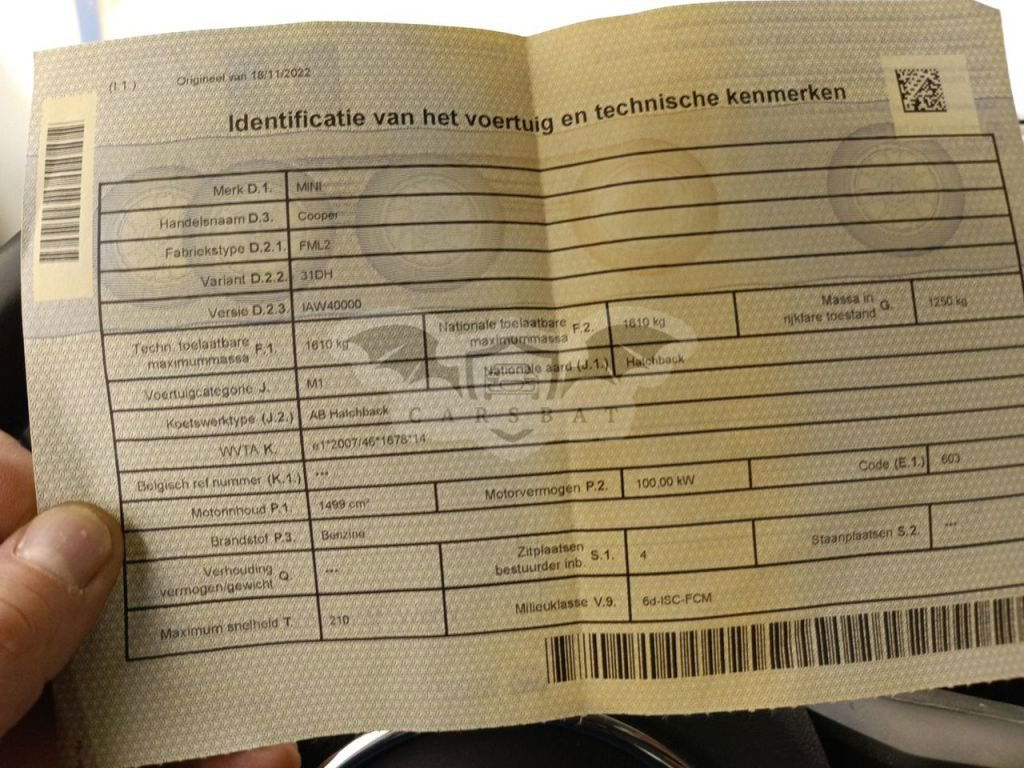 (I.1.) Origineel van 18/11/2022
Identificatie van het voertuig en technische kenmerken
Merk D.1. MINI
Handelsnaam D.3. Cooper
Fabriekstype D.2.1. FML2
Variant D.2.2. 31DH
Versie D.2.3. IAW40000
Techn. toelaatbare maximummassa F.1. 1610 kg Nationale toelaatbare maximummassa F.2. 1610 kg Massa in rijklare toestand G. 1250 kg
Voertuigcategorie J. M1 Nationale aard (J.1.) Hatchback
Koetswerktype (J.2.) AB Hatchback
CARSBAT
WVTA K. e1*2007/46*1678*14
Belgisch ref.nummer (K.1.) ---
Motorinhoud P.1. 1499 cm³ Motorvermogen P.2. 100,00 kW Code (E.1.) 603
Brandstof P.3. Benzine
Verhouding vermogen/gewicht Q. --- Zitplaatsen bestuurder inb. S.1. 4 Staanplaatsen S.2. ---
Maximum snelheid T. 210 Milieuklasse V.9. 6d-ISC-FCM